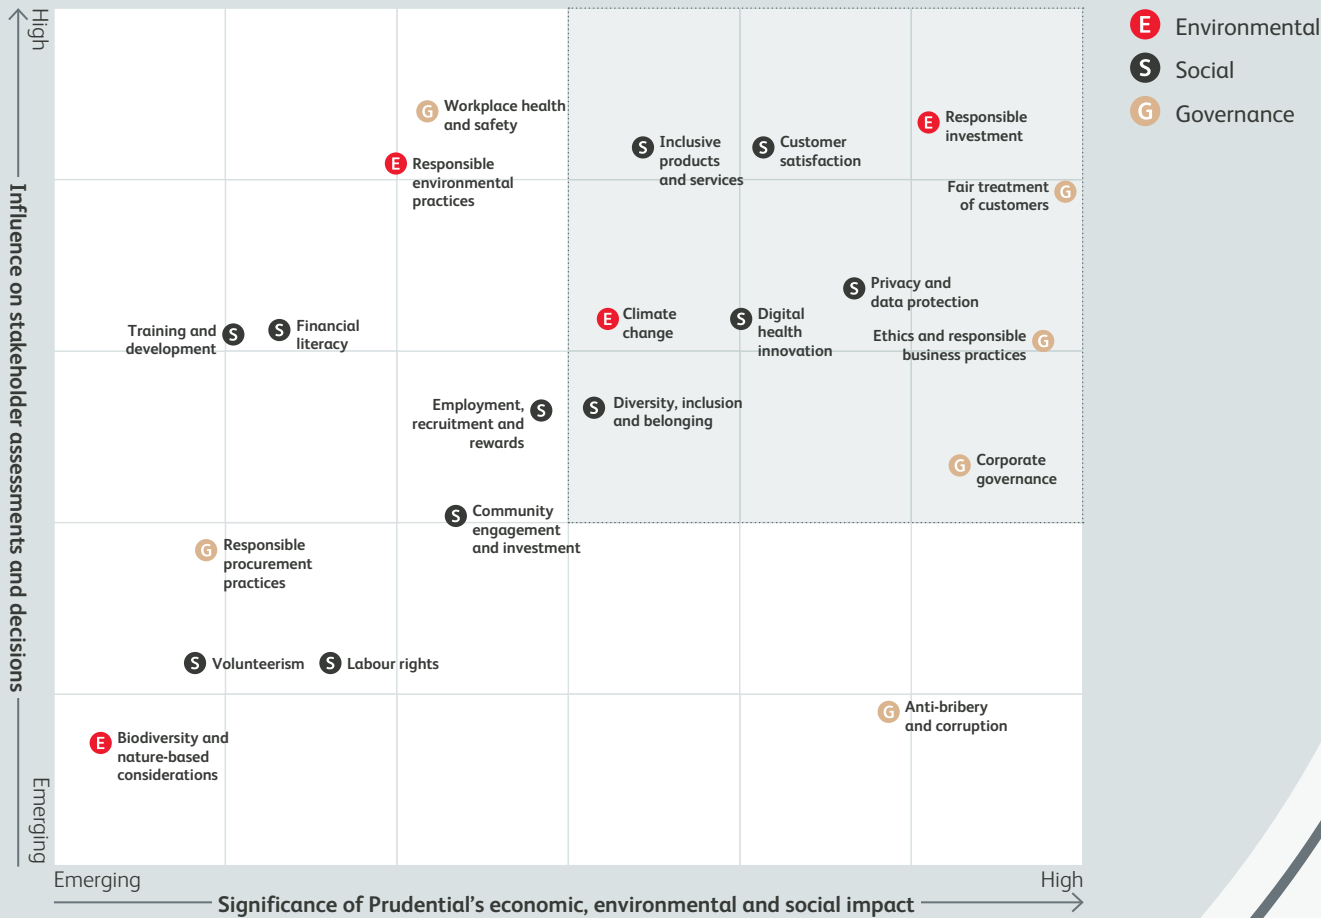 High
Influence on stakeholder assessments and decisions
Emerging
E Environmental
S Social
G Governance
G Workplace health
and safety
E Responsible
environmental
practices
S Inclusive
products
and services
S Customer
satisfaction
E Responsible
investment
Fair treatment G
of customers
S Privacy and
data protection
E Climate
change
S Digital
health
innovation
Ethics and responsible G
business practices
Training and S
development
S Financial
literacy
Employment, S
recruitment and
rewards
S Diversity, inclusion
and belonging
G Corporate
governance
S Community
engagement
and investment
G Responsible
procurement
practices
S Volunteerism
S Labour rights
G Anti-bribery
and corruption
E Biodiversity and
nature-based
considerations
Emerging
High
Significance of Prudential’s economic, environmental and social impact